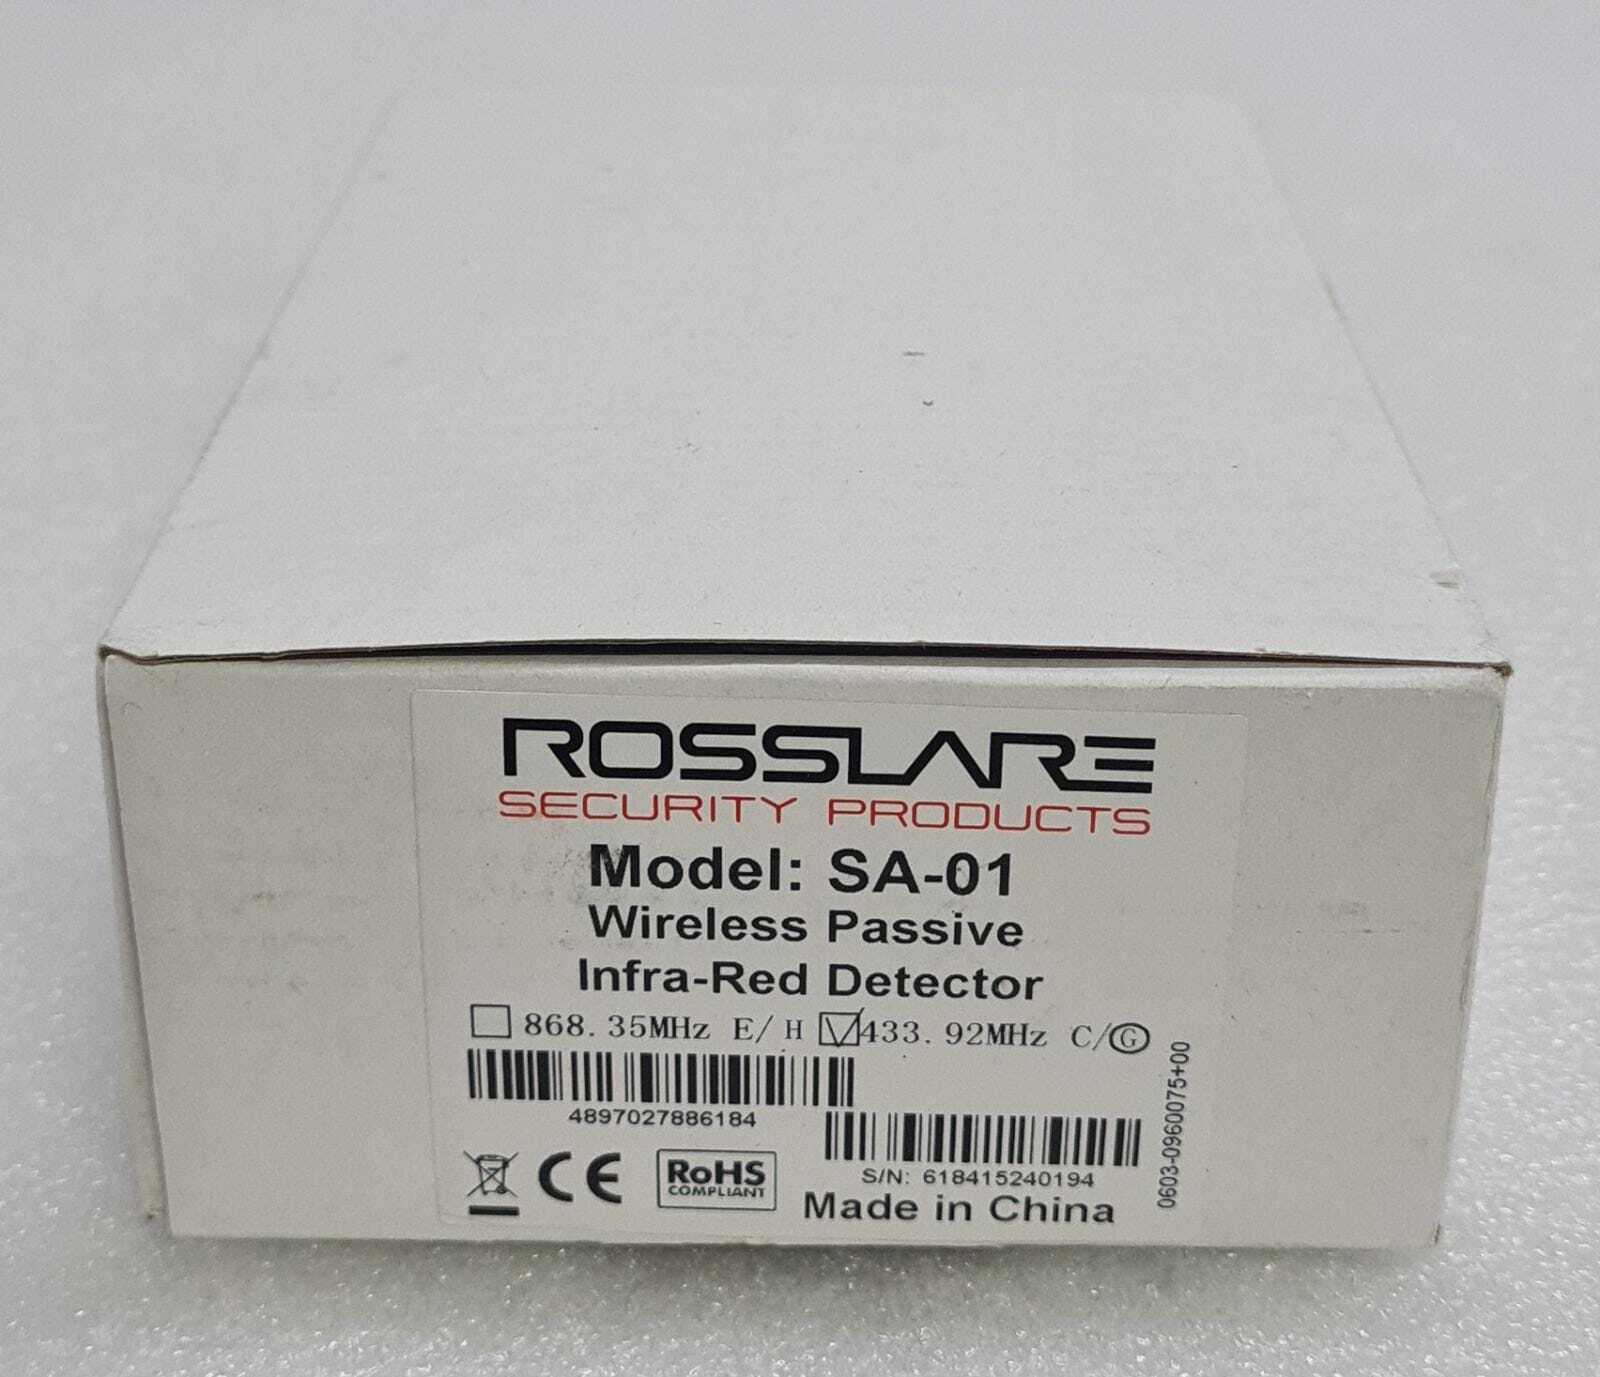 ROSSLARE
SECURITY PRODUCTS
Model: SA-01
Wireless Passive
Infra-Red Detector
868.35MHz E/H 433.92MHz C/G
4897027886184
S/N: 618415240194
RoHS
COMPLIANT
Made in China
0603-0960075+00